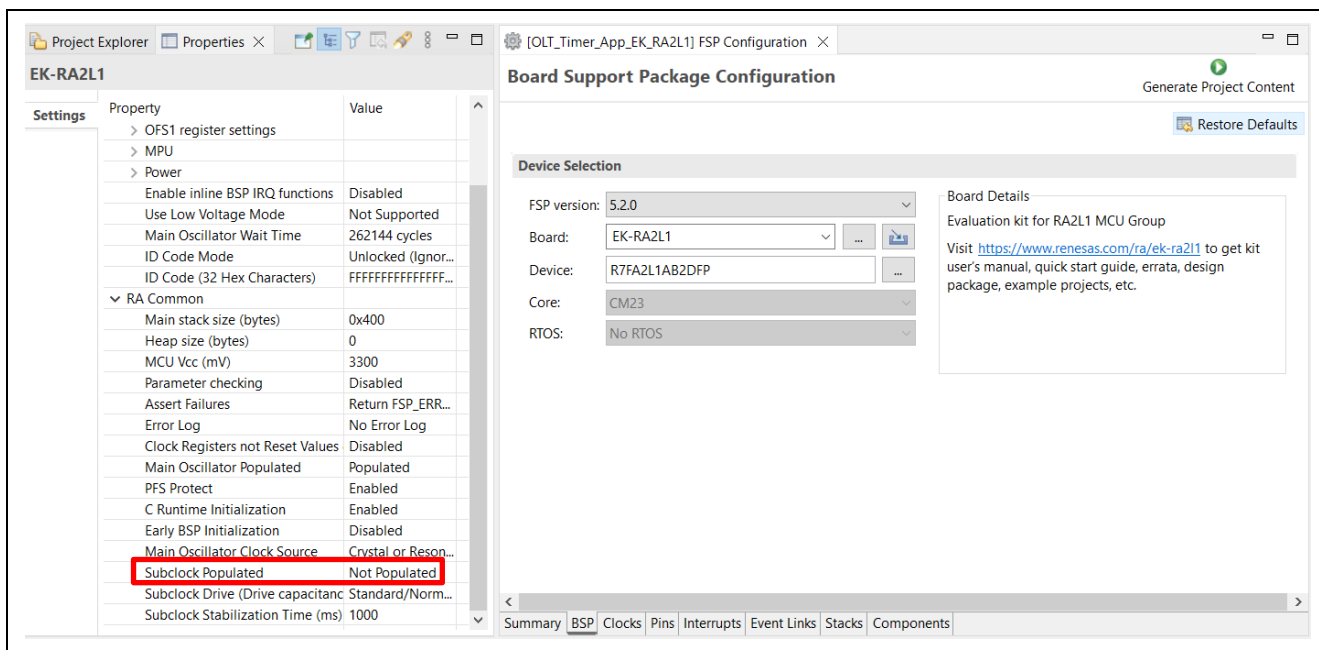 Project Explorer Properties
EK-RA2L1
Settings
Property Value
OFS1 register settings
MPU
Power
Enable inline BSP IRQ functions Disabled
Use Low Voltage Mode Not Supported
Main Oscillator Wait Time 262144 cycles
ID Code Mode Unlocked (Ignor...
ID Code (32 Hex Characters) FFFFFFFFFFFFFFF...
RA Common
Main stack size (bytes) 0x400
Heap size (bytes) 0
MCU Vcc (mV) 3300
Parameter checking Disabled
Assert Failures Return FSP_ERR...
Error Log No Error Log
Clock Registers not Reset Values Disabled
Main Oscillator Populated Populated
PFS Protect Enabled
C Runtime Initialization Enabled
Early BSP Initialization Disabled
Main Oscillator Clock Source Crystal or Reson...
Subclock Populated Not Populated
Subclock Drive (Drive capacitanc Standard/Norm...
Subclock Stabilization Time (ms) 1000
[OLT_Timer_App_EK_RA2L1] FSP Configuration
Board Support Package Configuration
Generate Project Content
Restore Defaults
Device Selection
FSP version: 5.2.0
Board: EK-RA2L1 ...
Device: R7FA2L1AB2DFP ...
Core: CM23
RTOS: No RTOS
Board Details
Evaluation kit for RA2L1 MCU Group
Visit https://www.renesas.com/ra/ek-ra2l1 to get kit
user's manual, quick start guide, errata, design
package, example projects, etc.
Summary BSP Clocks Pins Interrupts Event Links Stacks Components